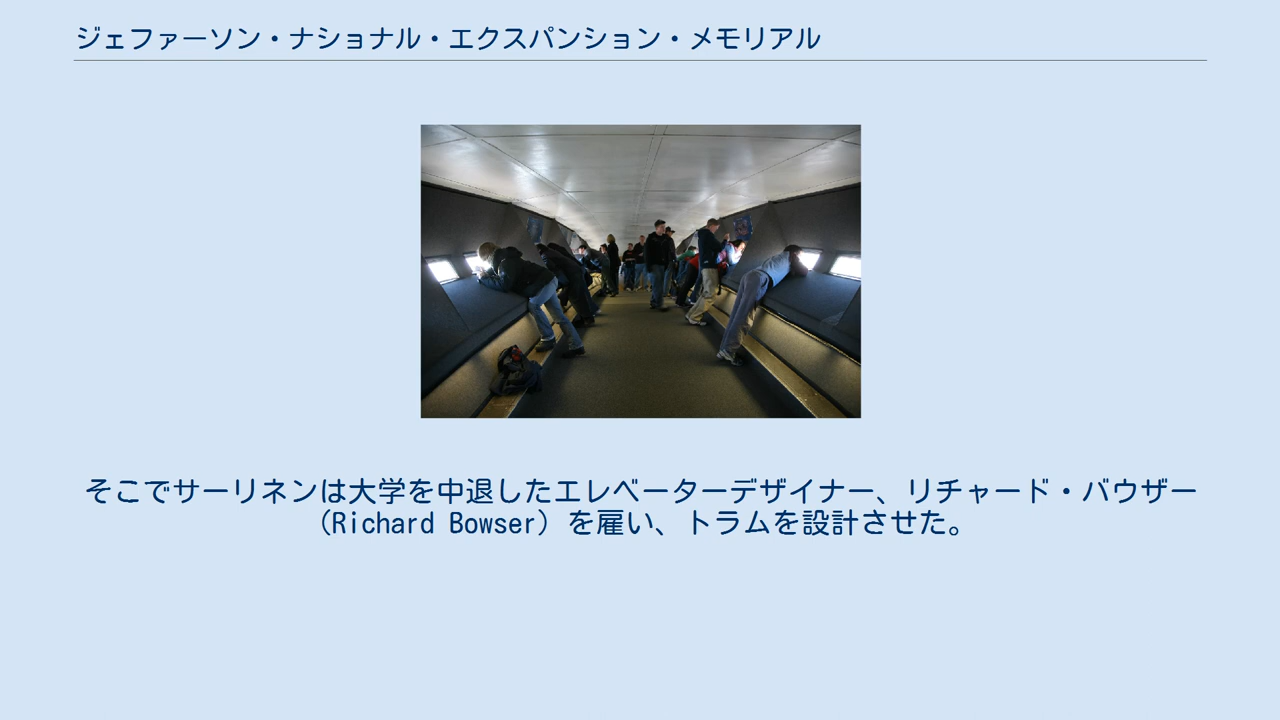 ジェファーソン・ナショナル・エクスパンション・メモリアル
そこでサーリネンは大学を中退したエレベーターデザイナー、リチャード・バウザー
（Richard Bowser）を雇い、トラムを設計させた。